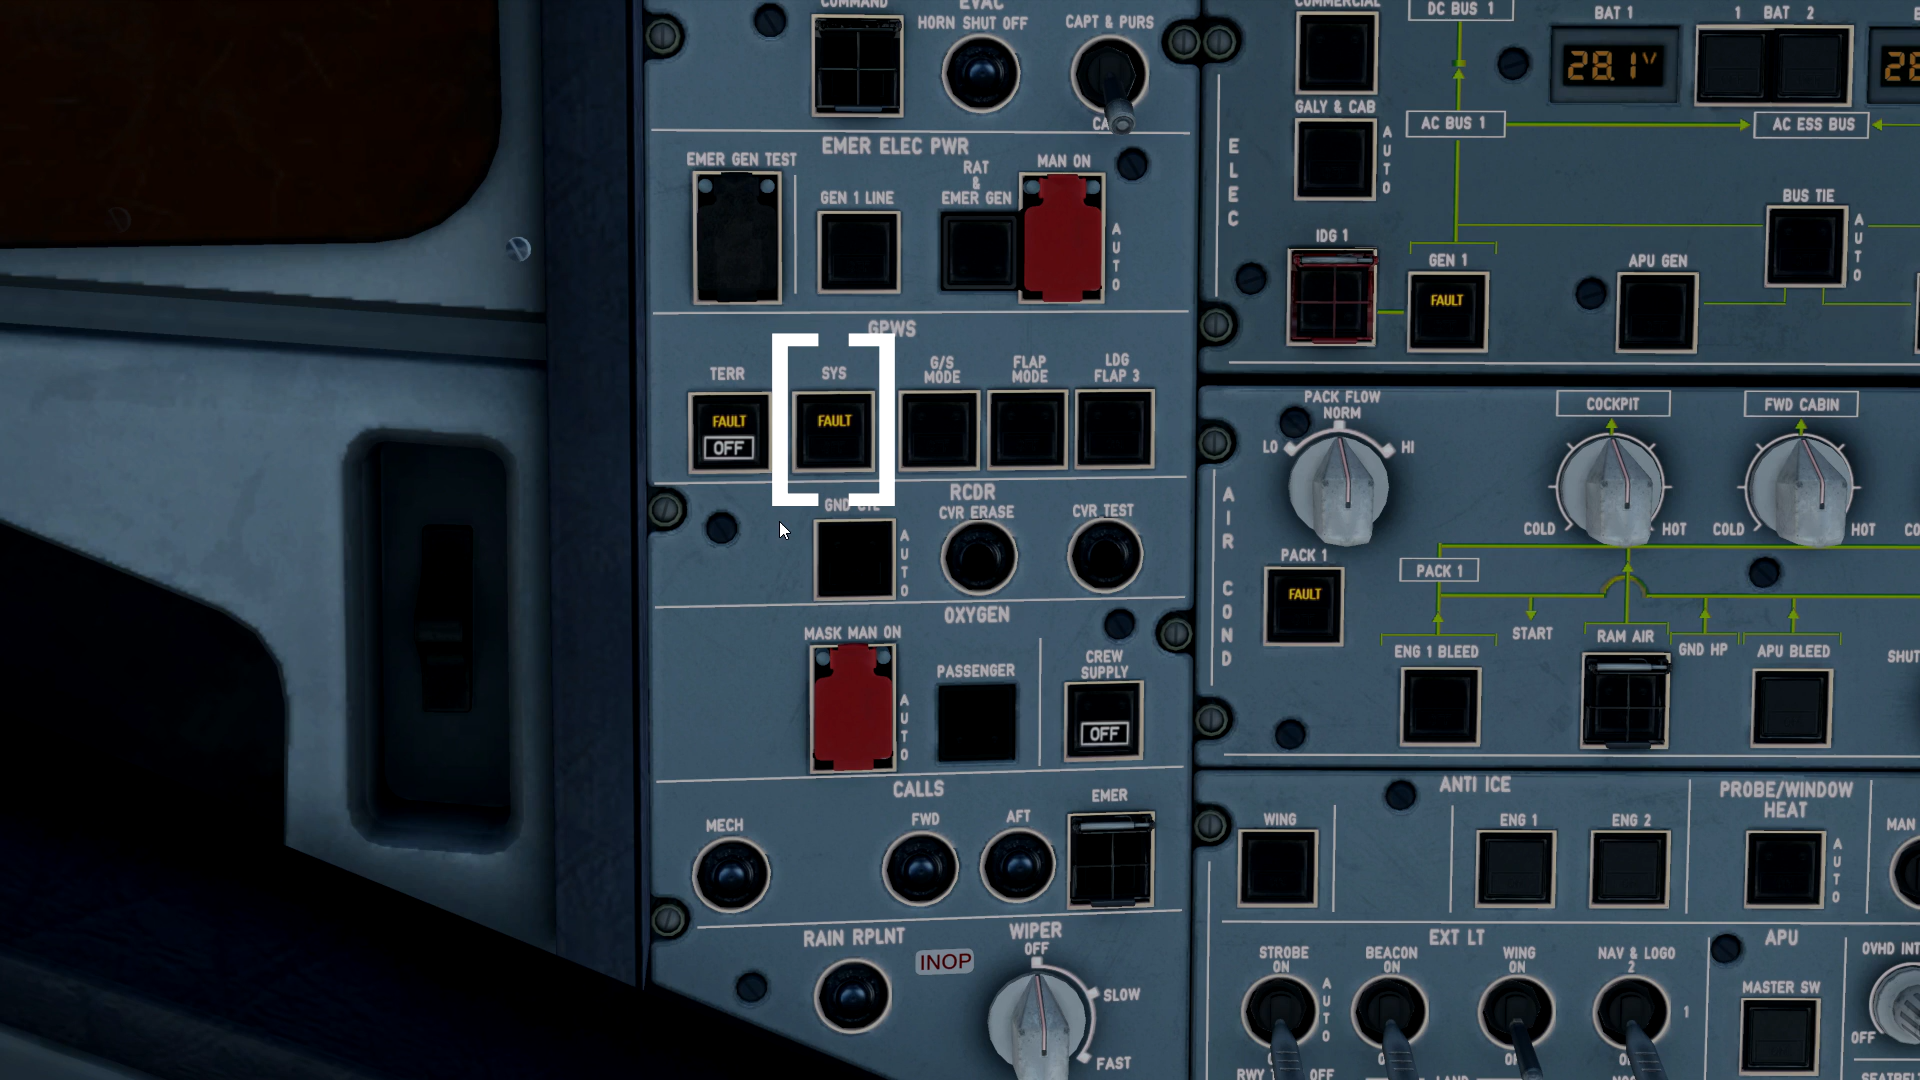 COMMAND
EVAC
HORN SHUT OFF
CAPT & PURS
EMER ELEC PWR
EMER GEN TEST
GEN 1 LINE
RAT
&
EMER GEN
MAN ON
AUTO
GPWS
TERR
FAULT
OFF
SYS
FAULT
G/S
MODE
FLAP
MODE
LDG
FLAP 3
RCDR
CVR ERASE
CVR TEST
AUTO
OXYGEN
MASK MAN ON
AUTO
PASSENGER
CREW
SUPPLY
OFF
CALLS
MECH
FWD
AFT
EMER
RAIN RPLNT
INOP
WIPER
OFF
SLOW
FAST
ELEC
COMMERCIAL
GALY & CAB
AUTO
DC BUS 1
BAT 1
28.1V
1 BAT 2
28
AC BUS 1
AC ESS BUS
BUS TIE
AUTO
IDG 1
GEN 1
FAULT
APU GEN
AIR COND
PACK FLOW
NORM
LO
HI
COCKPIT
COLD
HOT
FWD CABIN
COLD
HOT
PACK 1
FAULT
PACK 1
START
RAM AIR
GND HP
ENG 1 BLEED
APU BLEED
ANTI ICE
WING
ENG 1
ENG 2
PROBE/WINDOW
HEAT
AUTO
MAN
EXT LT
STROBE
ON
AUTO
BEACON
ON
WING
ON
NAV & LOGO
2
1
RWY
OFF
APU
MASTER SW
OVHD INT
OFF